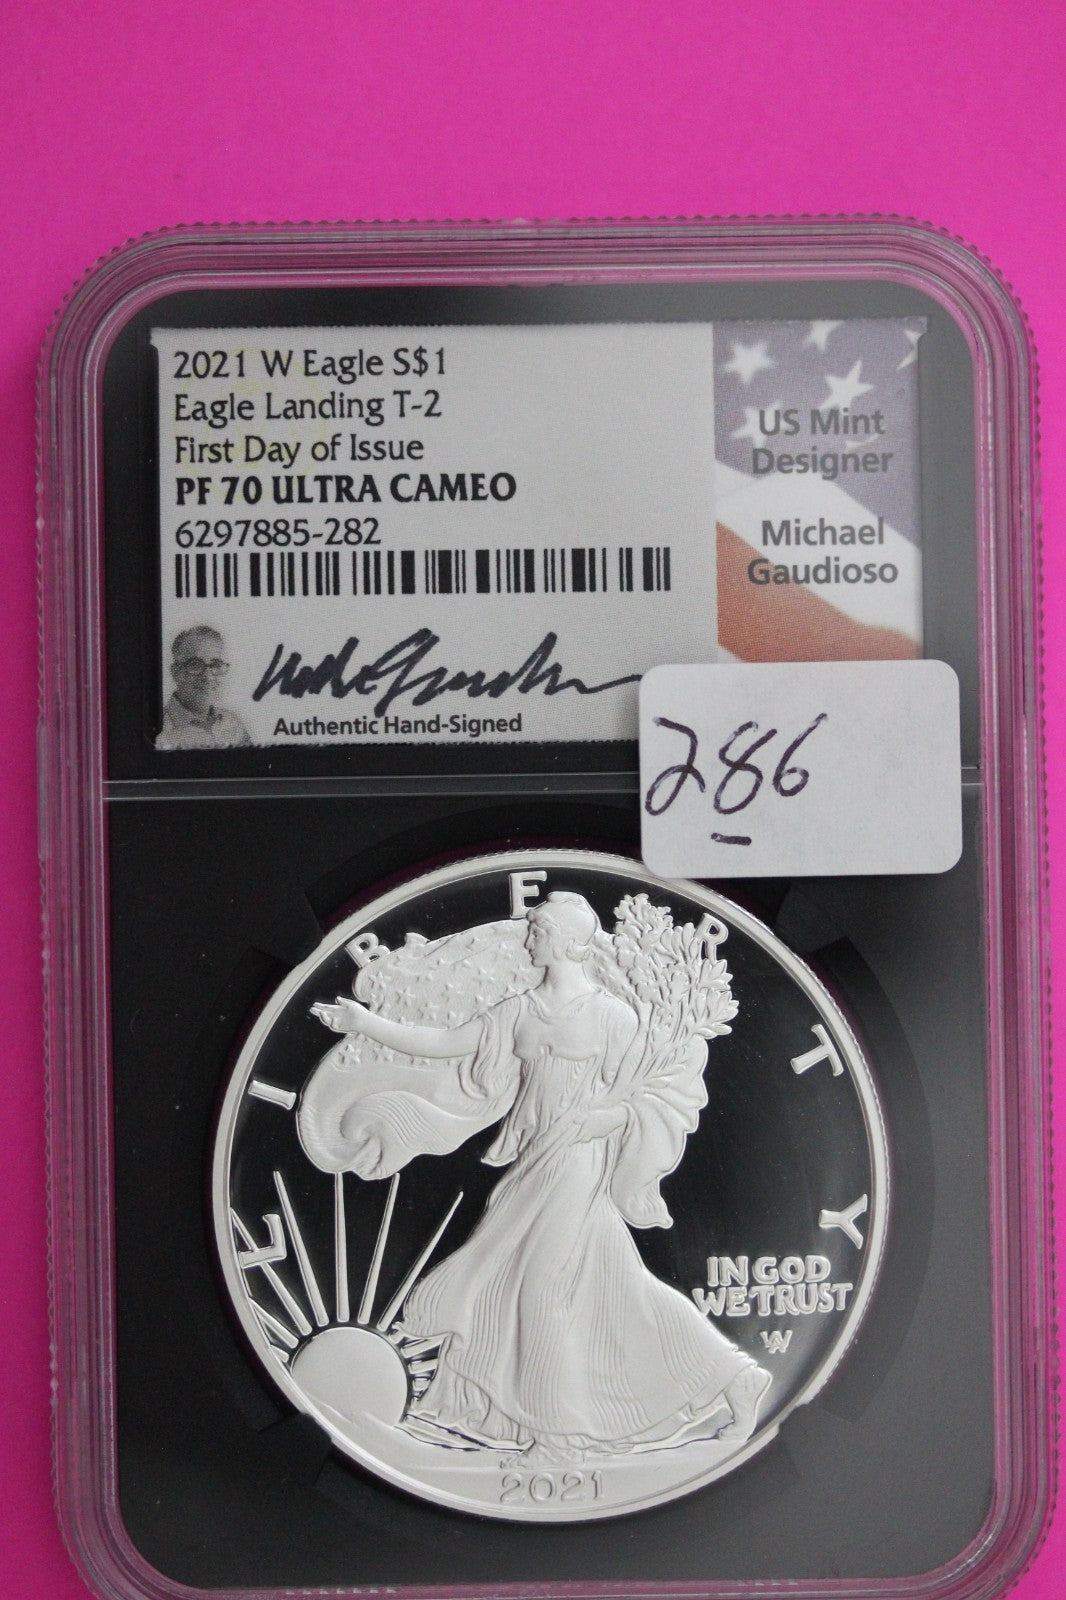 2021 W Eagle S$1
Eagle Landing T-2
First Day of Issue
PF 70 ULTRA CAMEO
6297885-282
US Mint
Designer
Michael
Gaudioso
Authentic Hand-Signed
286
LIBERTY
IN GOD
WE TRUST
2021